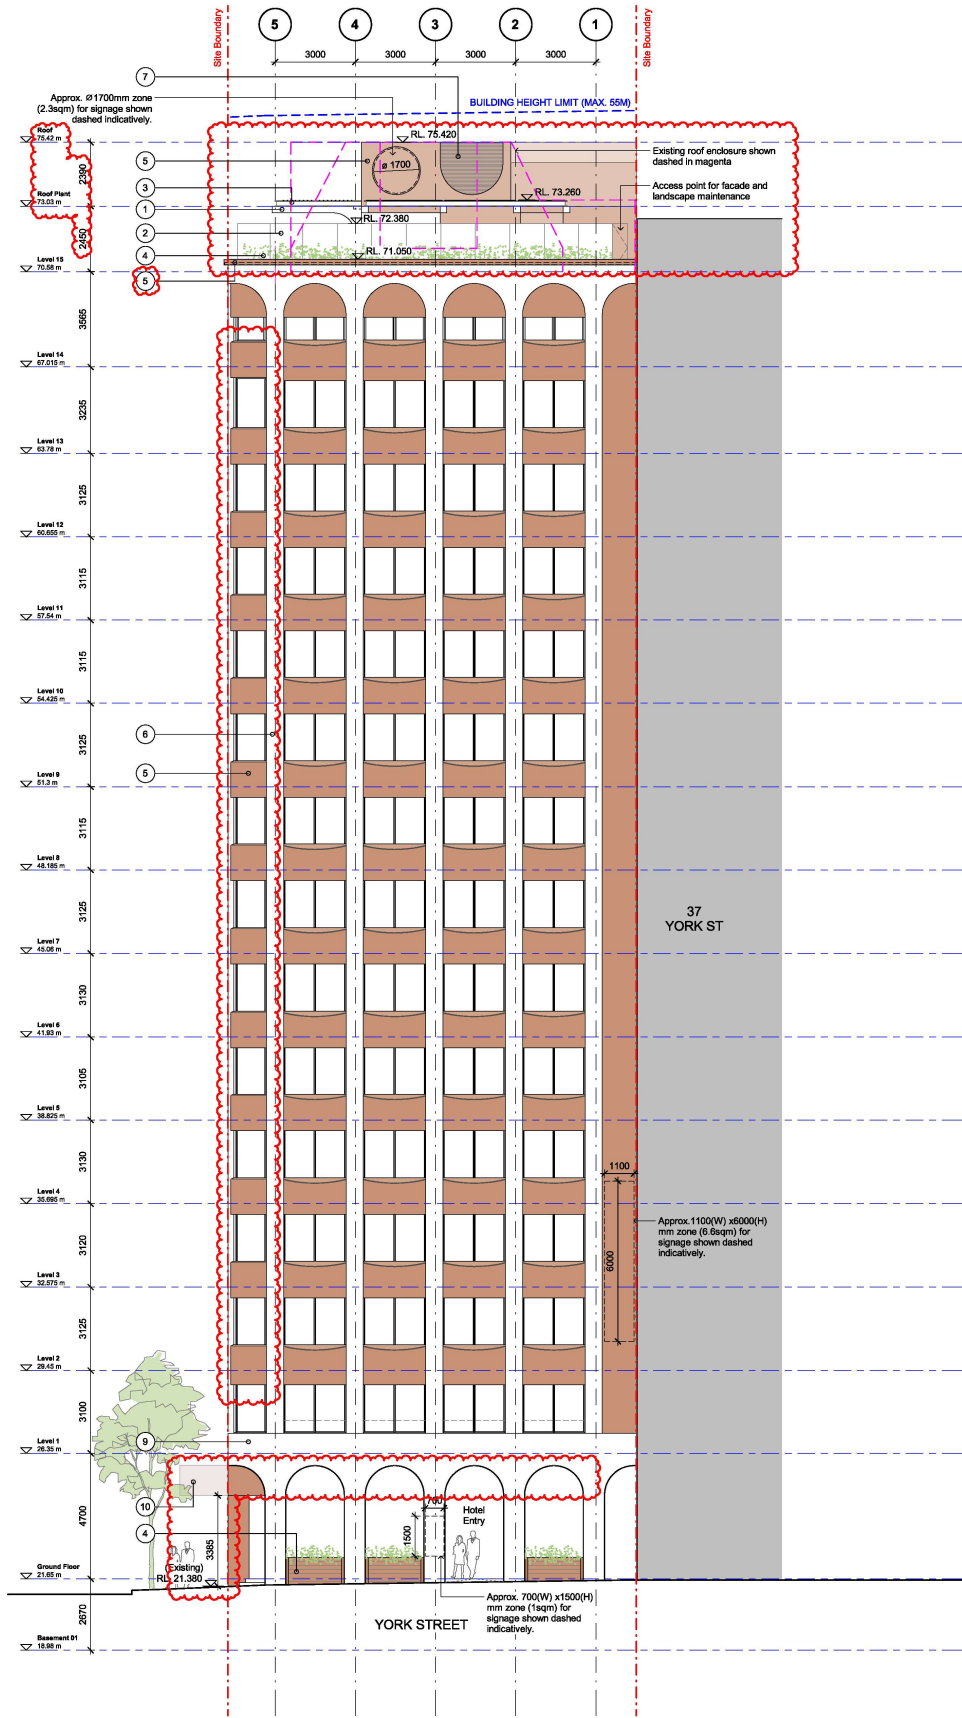 Site Boundary
5
4
3
2
1
Site Boundary
3000
3000
3000
3000
7
Approx. Ø1700mm zone
(2.3sqm) for signage shown
dashed indicatively.
BUILDING HEIGHT LIMIT (MAX. 55M)
Roof
75.42 m
RL. 75.420
Existing roof enclosure shown
dashed in magenta
5
ø 1700
2390
3
Access point for facade and
landscape maintenance
Roof Plant
73.03 m
RL. 73.260
1
RL. 72.380
2
2450
4
RL. 71.050
Level 15
70.58 m
5
3565
Level 14
67.015 m
3235
Level 13
63.78 m
3125
Level 12
60.655 m
3115
Level 11
57.54 m
3115
Level 10
54.425 m
6
3125
5
Level 9
51.3 m
3115
Level 8
48.185 m
3125
37
YORK ST
Level 7
45.06 m
3130
Level 6
41.93 m
3105
Level 5
38.825 m
3130
1100
Level 4
35.695 m
Approx.1100(W) x6000(H)
mm zone (6.6sqm) for
signage shown dashed
indicatively.
3120
6000
Level 3
32.575 m
3125
Level 2
29.45 m
3100
Level 1
26.35 m
9
10
700
Hotel
Entry
4700
4
1500
3385
Ground Floor
21.65 m
(Existing)
RL. 21.380
2670
YORK STREET
Approx. 700(W) x1500(H)
mm zone (1sqm) for
signage shown dashed
indicatively.
Basement 01
18.98 m